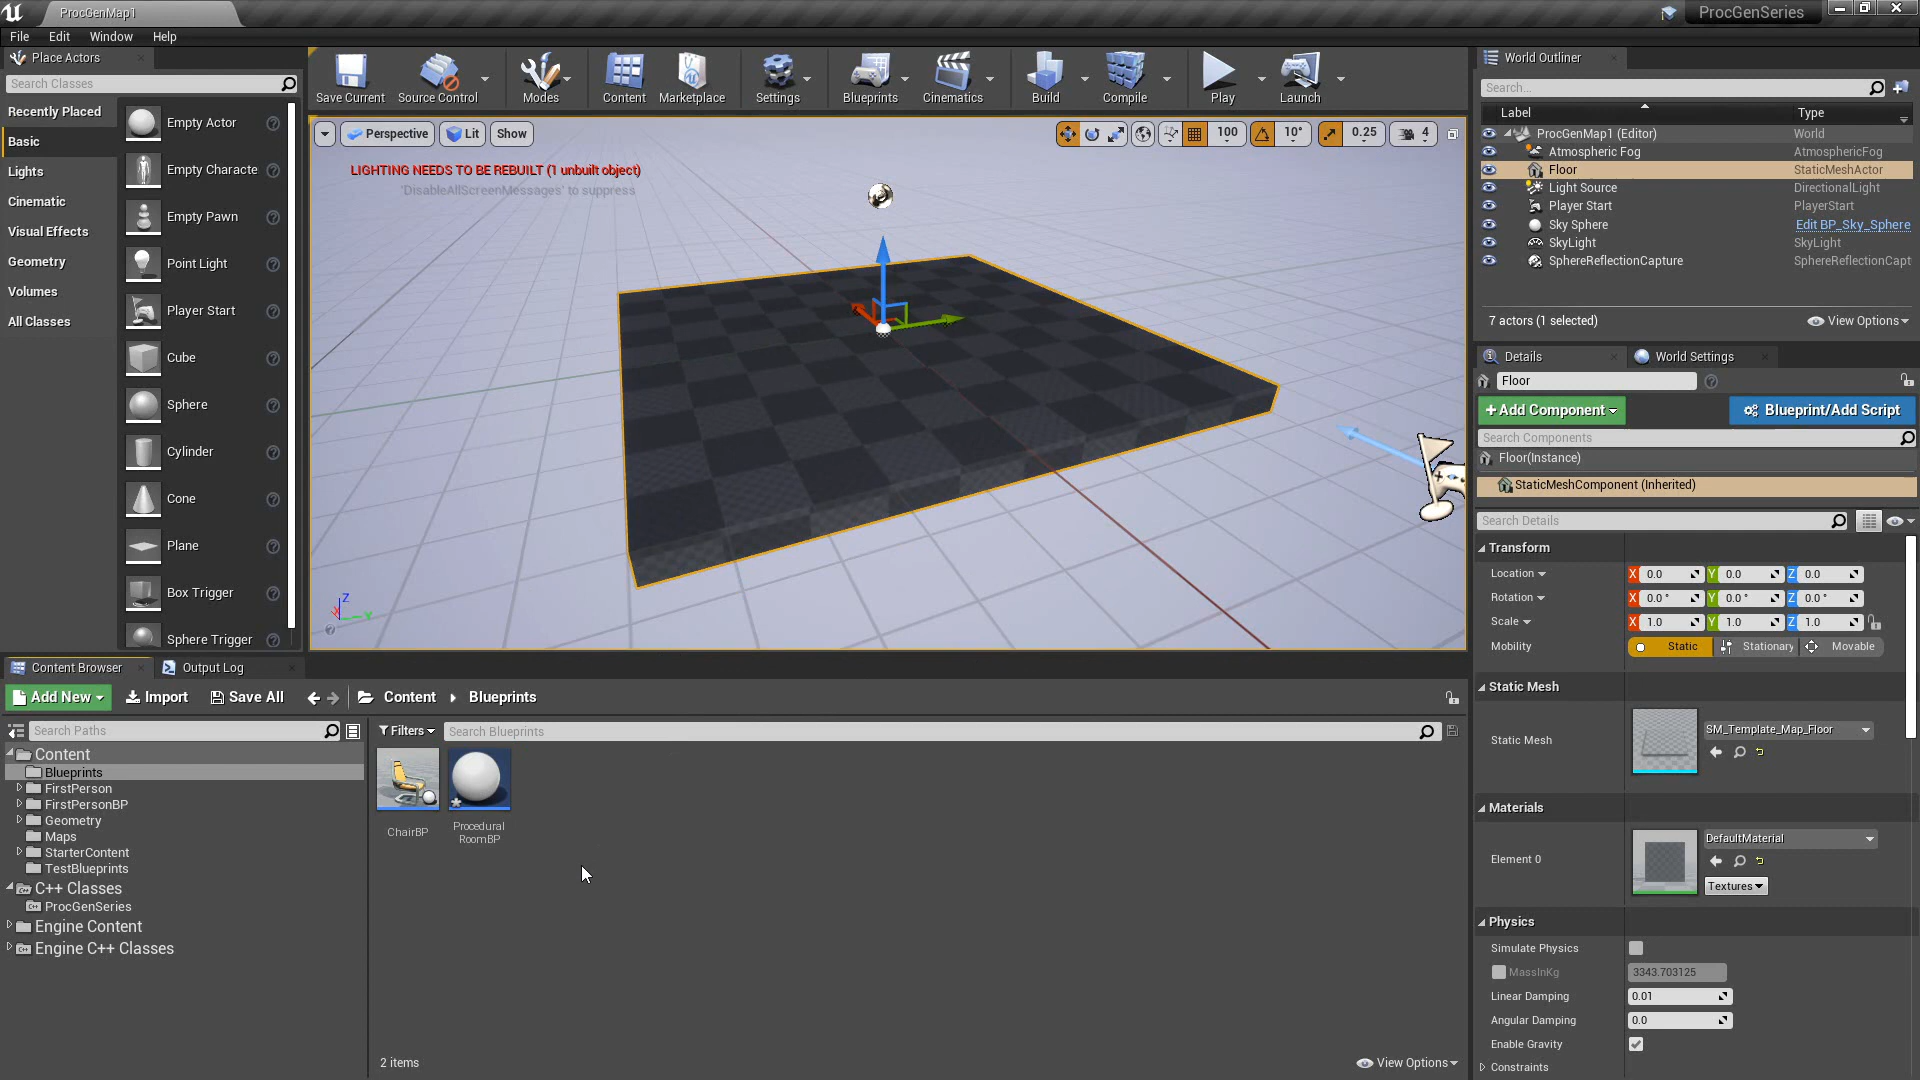 ProcGenMap1
ProcGenSeries
File Edit Window Help
Place Actors
Search Classes
Recently Placed
Basic
Lights
Cinematic
Visual Effects
Geometry
Volumes
All Classes
Empty Actor
Empty Characte
Empty Pawn
Point Light
Player Start
Cube
Sphere
Cylinder
Cone
Plane
Box Trigger
Sphere Trigger
Save Current Source Control Modes Content Marketplace Settings Blueprints Cinematics Build Compile Play Launch
Perspective Lit Show
100 10° 0.25 4
LIGHTING NEEDS TO BE REBUILT (1 unbuilt object)
'DisableAllScreenMessages' to suppress
Z
X
Y
World Outliner
Search...
Label Type
ProcGenMap1 (Editor) World
Atmospheric Fog AtmosphericFog
Floor StaticMeshActor
Light Source DirectionalLight
Player Start PlayerStart
Sky Sphere Edit BP_Sky_Sphere
SkyLight SkyLight
SphereReflectionCapture SphereReflectionCapt
7 actors (1 selected) View Options
Details World Settings
Floor
+Add Component Blueprint/Add Script
Search Components
Floor(Instance)
StaticMeshComponent (Inherited)
Search Details
Transform
Location X 0.0 Y 0.0 Z 0.0
Rotation X 0.0 ° Y 0.0 ° Z 0.0 °
Scale X 1.0 Y 1.0 Z 1.0
Mobility Static Stationary Movable
Static Mesh
Static Mesh SM_Template_Map_Floor
Materials
Element 0 DefaultMaterial
Textures
Physics
Simulate Physics
MassInKg 3343.703125
Linear Damping 0.01
Angular Damping 0.0
Enable Gravity
Constraints
Content Browser Output Log
Add New Import Save All Content Blueprints
Search Paths
Content
Blueprints
FirstPerson
FirstPersonBP
Geometry
Maps
StarterContent
TestBlueprints
C++ Classes
ProcGenSeries
Engine Content
Engine C++ Classes
Filters Search Blueprints
ChairBP
Procedural
RoomBP
2 items View Options